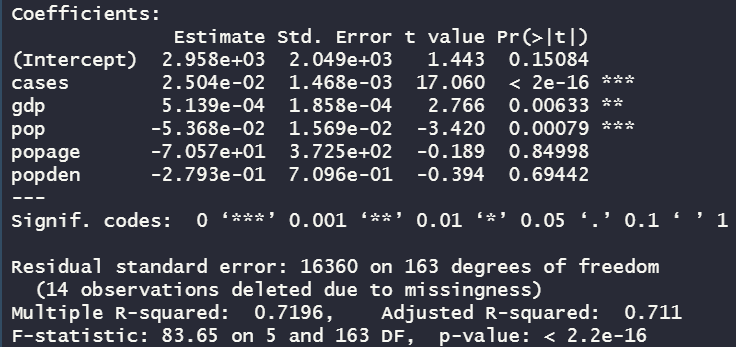 Coefficients:
Estimate Std. Error t value Pr(>|t|)
(Intercept) 2.958e+03 2.049e+03 1.443 0.15084
cases 2.504e-02 1.468e-03 17.060 < 2e-16 ***
gdp 5.139e-04 1.858e-04 2.766 0.00633 **
pop -5.368e-02 1.569e-02 -3.420 0.00079 ***
popage -7.057e+01 3.725e+02 -0.189 0.84998
popden -2.793e-01 7.096e-01 -0.394 0.69442
---
Signif. codes: 0 ‘***’ 0.001 ‘**’ 0.01 ‘*’ 0.05 ‘.’ 0.1 ‘ ’ 1
Residual standard error: 16360 on 163 degrees of freedom
(14 observations deleted due to missingness)
Multiple R-squared: 0.7196, Adjusted R-squared: 0.711
F-statistic: 83.65 on 5 and 163 DF, p-value: < 2.2e-16